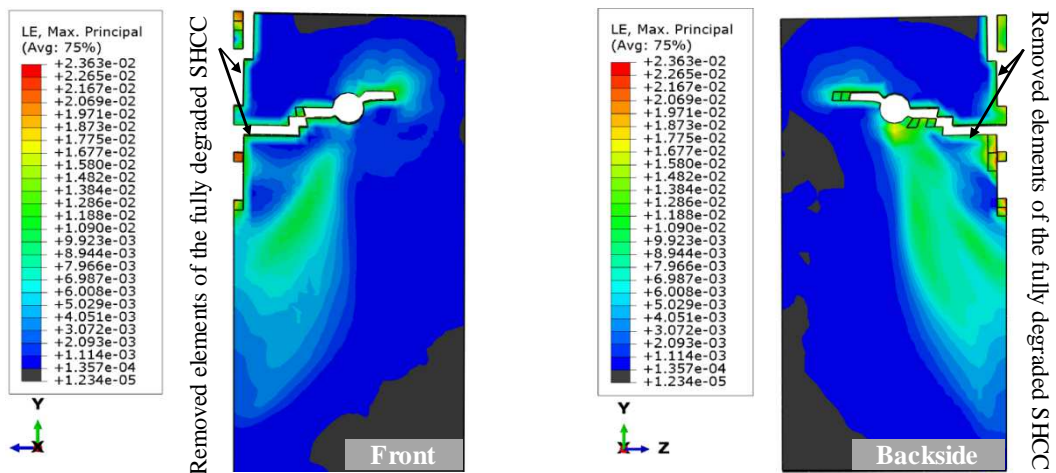 LE, Max. Principal
(Avg: 75%)
+2.363e-02
+2.265e-02
+2.167e-02
+2.069e-02
+1.971e-02
+1.873e-02
+1.775e-02
+1.677e-02
+1.580e-02
+1.482e-02
+1.384e-02
+1.286e-02
+1.188e-02
+1.090e-02
+9.923e-03
+8.944e-03
+7.966e-03
+6.987e-03
+6.008e-03
+5.029e-03
+4.051e-03
+3.072e-03
+2.093e-03
+1.114e-03
+1.357e-04
+1.234e-05
Y
X
Removed elements of the fully degraded SHCC
Front
LE, Max. Principal
(Avg: 75%)
+2.363e-02
+2.265e-02
+2.167e-02
+2.069e-02
+1.971e-02
+1.873e-02
+1.775e-02
+1.677e-02
+1.580e-02
+1.482e-02
+1.384e-02
+1.286e-02
+1.188e-02
+1.090e-02
+9.923e-03
+8.944e-03
+7.966e-03
+6.987e-03
+6.008e-03
+5.029e-03
+4.051e-03
+3.072e-03
+2.093e-03
+1.114e-03
+1.357e-04
+1.234e-05
Y
X
Z
Backside
Removed elements of the fully degraded SHCC